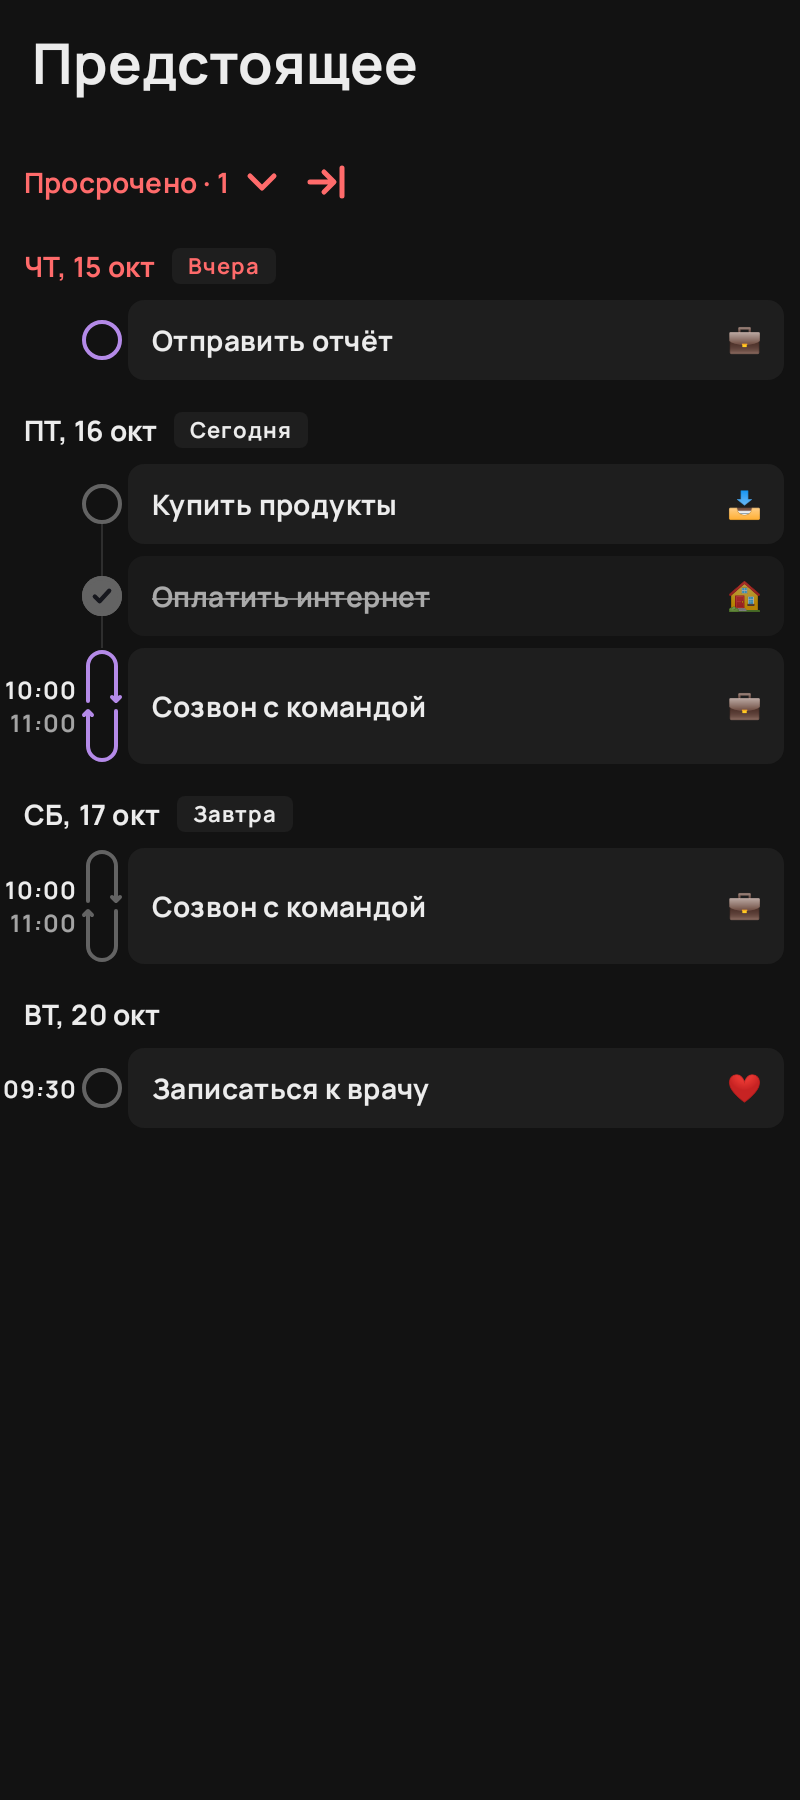 Предстоящее
Просрочено · 1
ЧТ, 15 окт Вчера
Отправить отчёт
ПТ, 16 окт Сегодня
Купить продукты
Оплатить интернет
10:00
11:00
Созвон с командой
СБ, 17 окт Завтра
10:00
11:00
Созвон с командой
ВТ, 20 окт
09:30 Записаться к врачу